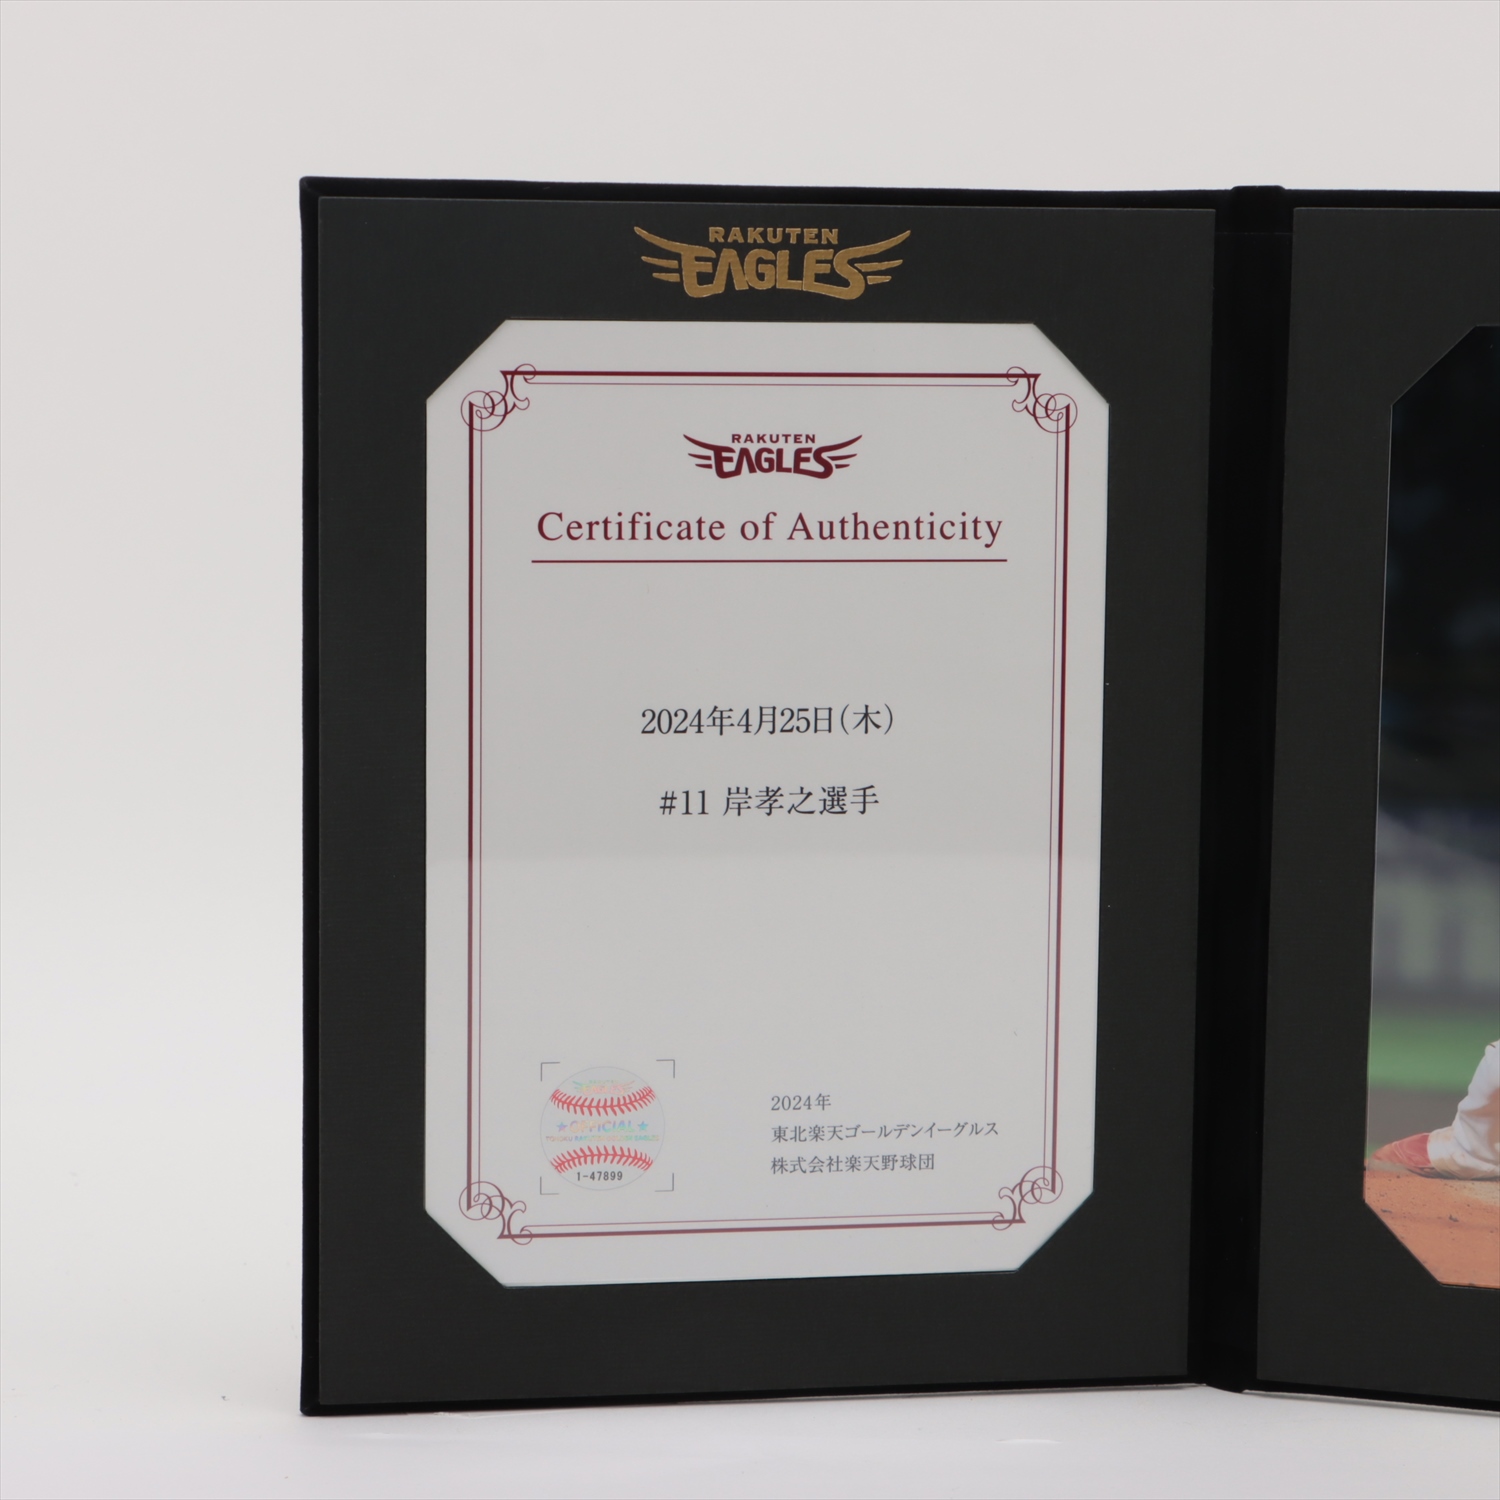 RAKUTEN
EAGLES
RAKUTEN
EAGLES
Certificate of Authenticity
2024年4月25日（木）
#11 岸孝之選手
OFFICIAL
1-47899
2024年
東北楽天ゴールデンイーグルス
株式会社楽天野球団